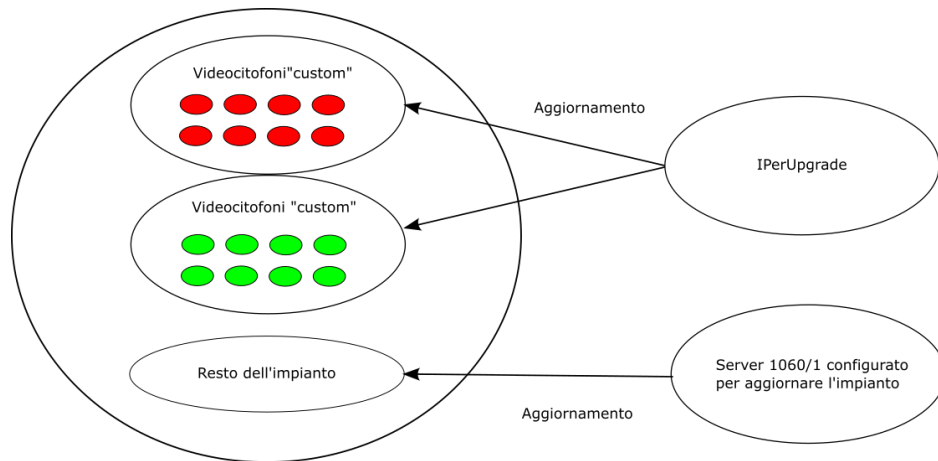 Videocitofoni"custom"
Aggiornamento
IPerUpgrade
Videocitofoni "custom"
Resto dell'impianto
Server 1060/1 configurato
per aggiornare l'impianto
Aggiornamento